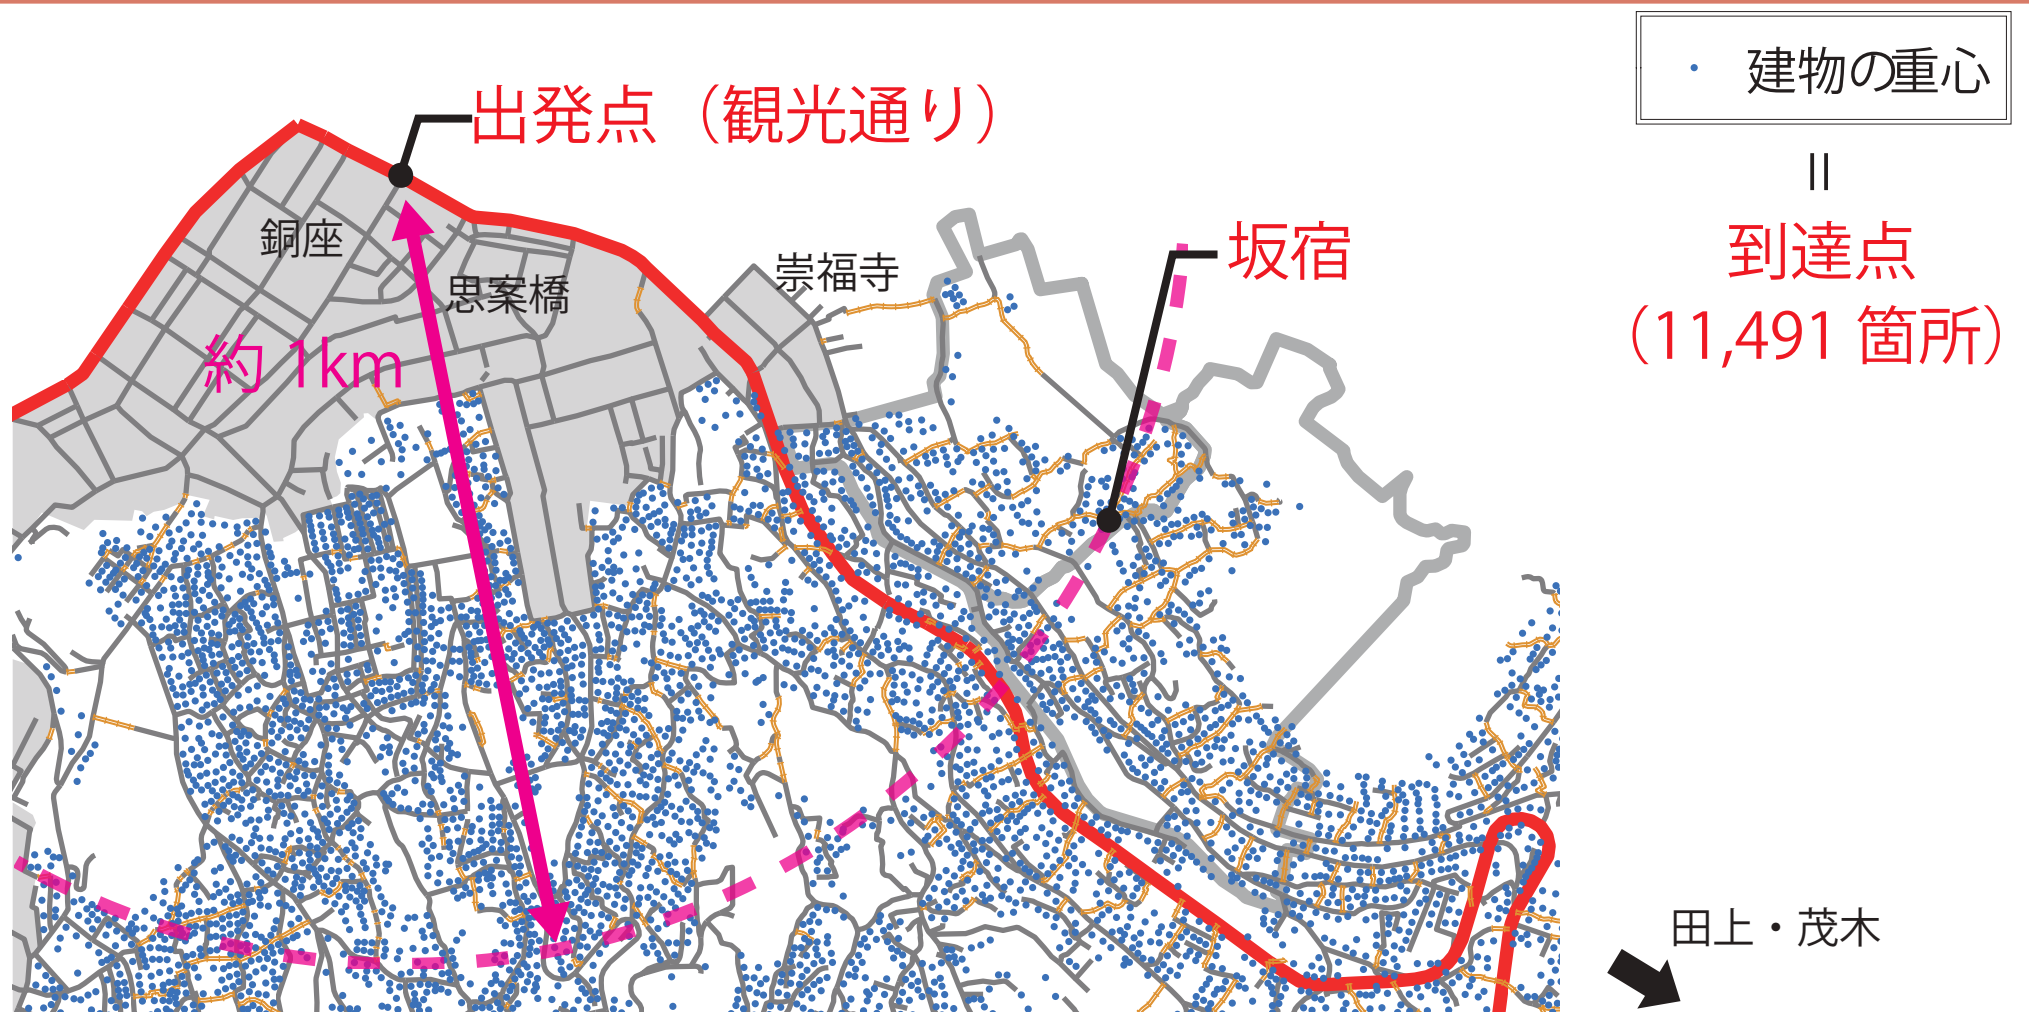 建物の重心
＝
到達点
（11,491 箇所）
出発点（観光通り）
銅座
思案橋
崇福寺
坂宿
約 1km
田上・茂木